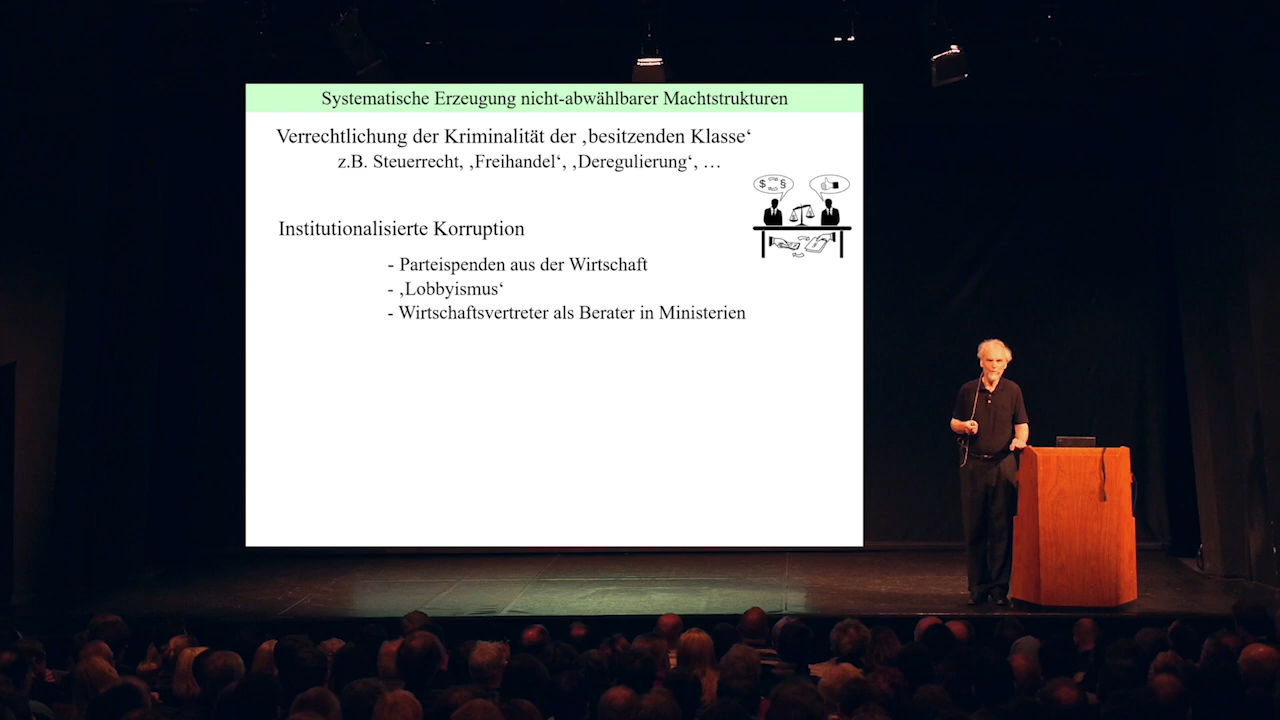 Systematische Erzeugung nicht-abwählbarer Machtstrukturen
Verrechtlichung der Kriminalität der ‚besitzenden Klasse‘
z.B. Steuerrecht, ‚Freihandel‘, ‚Deregulierung‘, …
$ §
Institutionalisierte Korruption
- Parteispenden aus der Wirtschaft
- ‚Lobbyismus‘
- Wirtschaftsvertreter als Berater in Ministerien